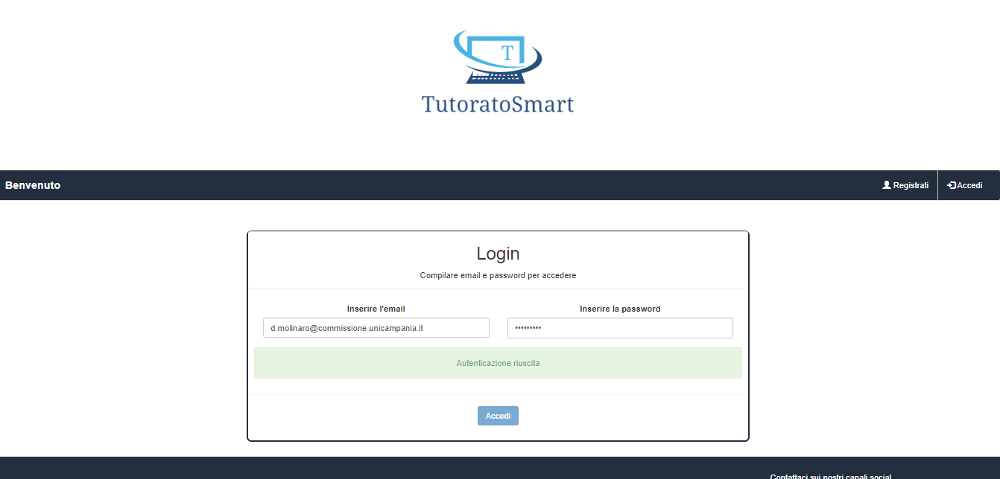 T
TutoratoSmart
Benvenuto
Registrati
Accedi
Login
Compilare email e password per accedere
Inserire l'email
Inserire la password
d.molinaro@commissione.unicampania.it
•••••••••
Autenticazione riuscita
Accedi
Contattaci sui nostri canali social